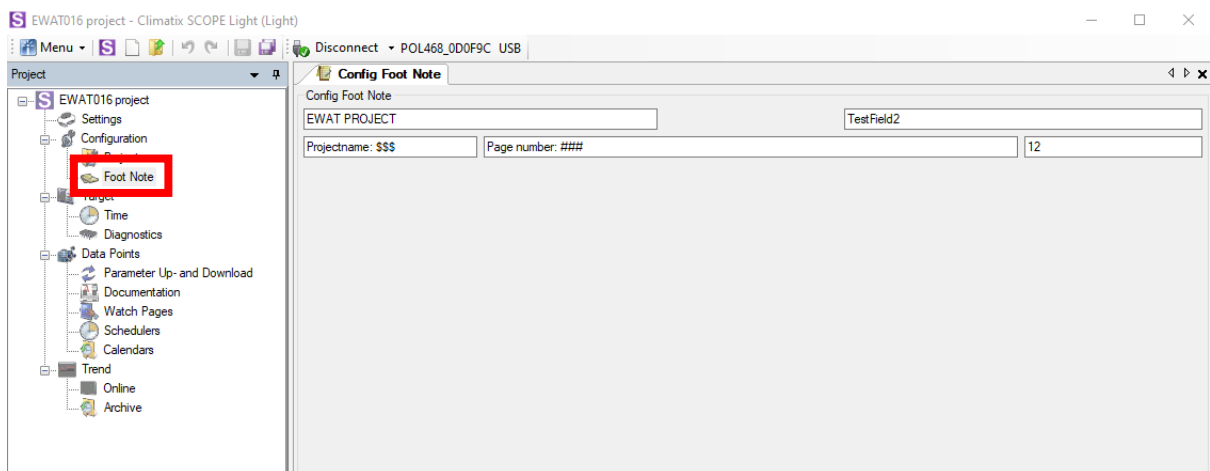 EWAT016 project - Climatix SCOPE Light (Light)
Menu Disconnect POL468_0D0F9C USB
Project
Config Foot Note
EWAT016 project
Settings
Configuration
Foot Note
Target
Time
Diagnostics
Data Points
Parameter Up- and Download
Documentation
Watch Pages
Schedulers
Calendars
Trend
Online
Archive
Config Foot Note
EWAT PROJECT TestField2
Projectname: $$$ Page number: ### 12